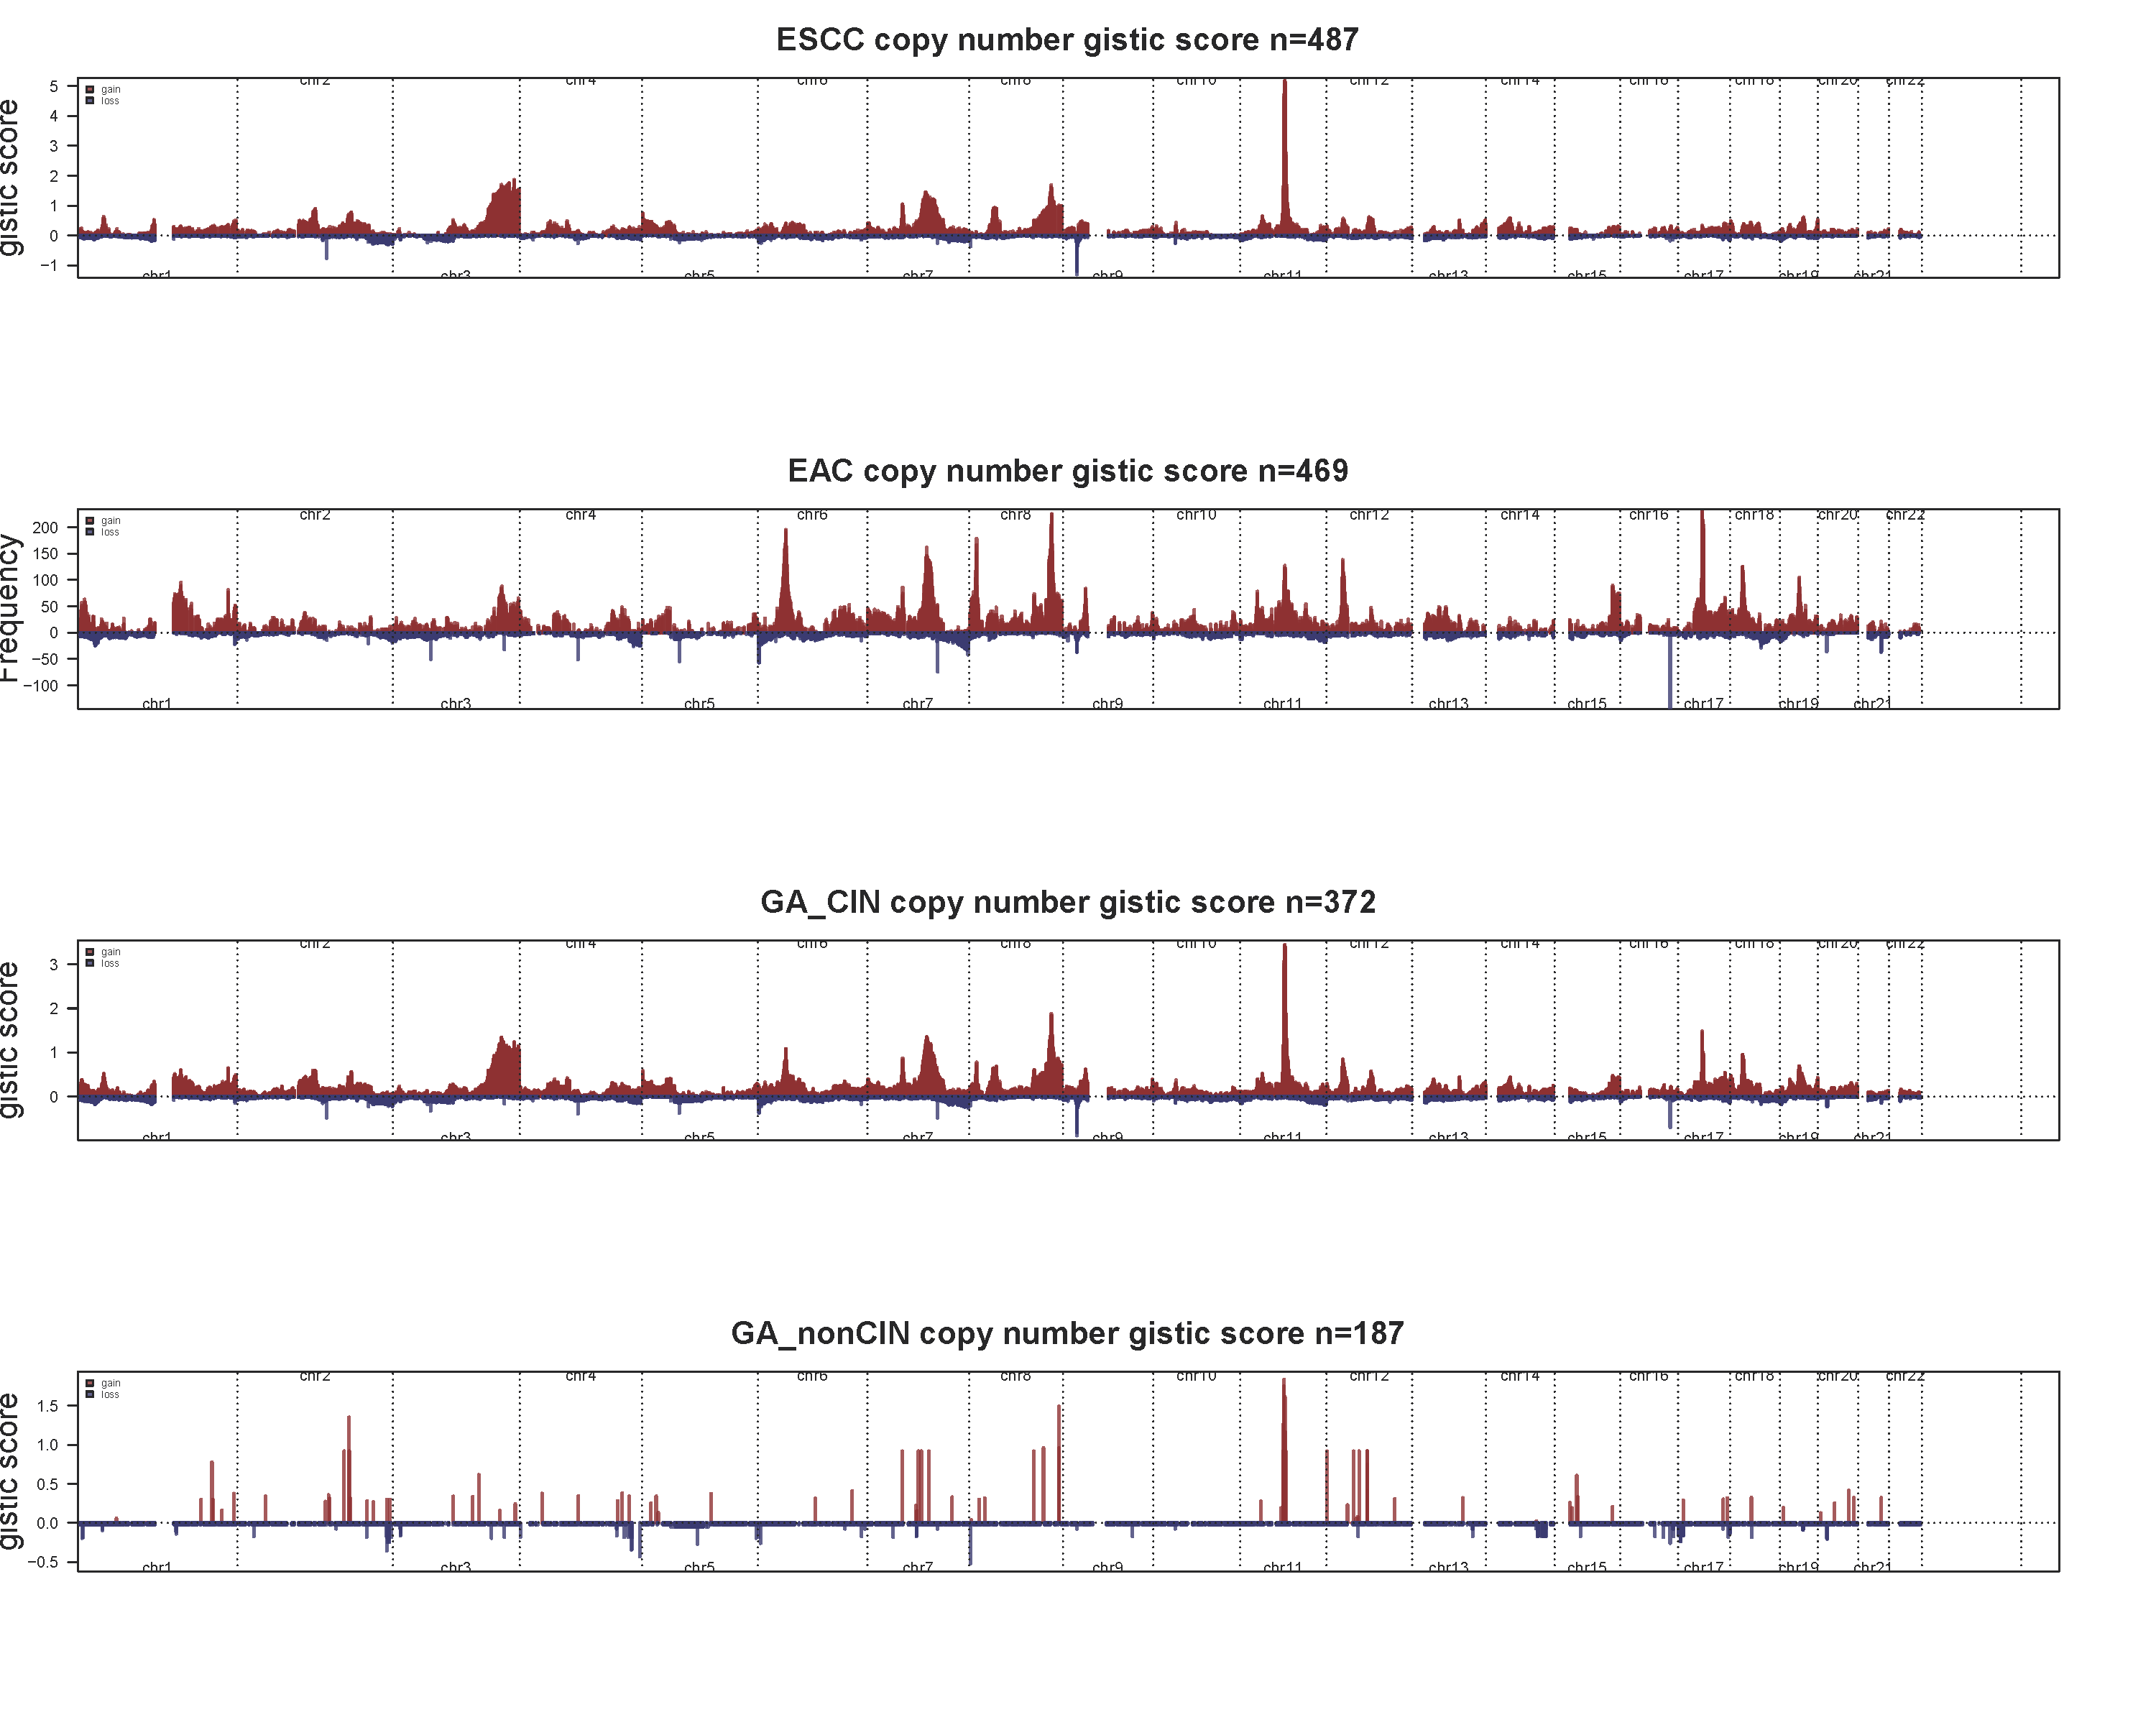 ESCC copy number gistic score n=487
chr2 chr4 chr6 chr8 chr10 chr12 chr14 chr16 chr18 chr20 chr22
gain
loss
gistic score
5
4
3
2
1
0
−1
chr1 chr3 chr5 chr7 chr9 chr11 chr13 chr15 chr17 chr19 chr21
EAC copy number gistic score n=469
chr2 chr4 chr6 chr8 chr10 chr12 chr14 chr16 chr18 chr20 chr22
gain
loss
Frequency
200
150
100
50
0
−50
−100
chr1 chr3 chr5 chr7 chr9 chr11 chr13 chr15 chr17 chr19 chr21
GA_CIN copy number gistic score n=372
chr2 chr4 chr6 chr8 chr10 chr12 chr14 chr16 chr18 chr20 chr22
gain
loss
gistic score
3
2
1
0
chr1 chr3 chr5 chr7 chr9 chr11 chr13 chr15 chr17 chr19 chr21
GA_nonCIN copy number gistic score n=187
chr2 chr4 chr6 chr8 chr10 chr12 chr14 chr16 chr18 chr20 chr22
gain
loss
gistic score
1.5
1.0
0.5
0.0
−0.5
chr1 chr3 chr5 chr7 chr9 chr11 chr13 chr15 chr17 chr19 chr21